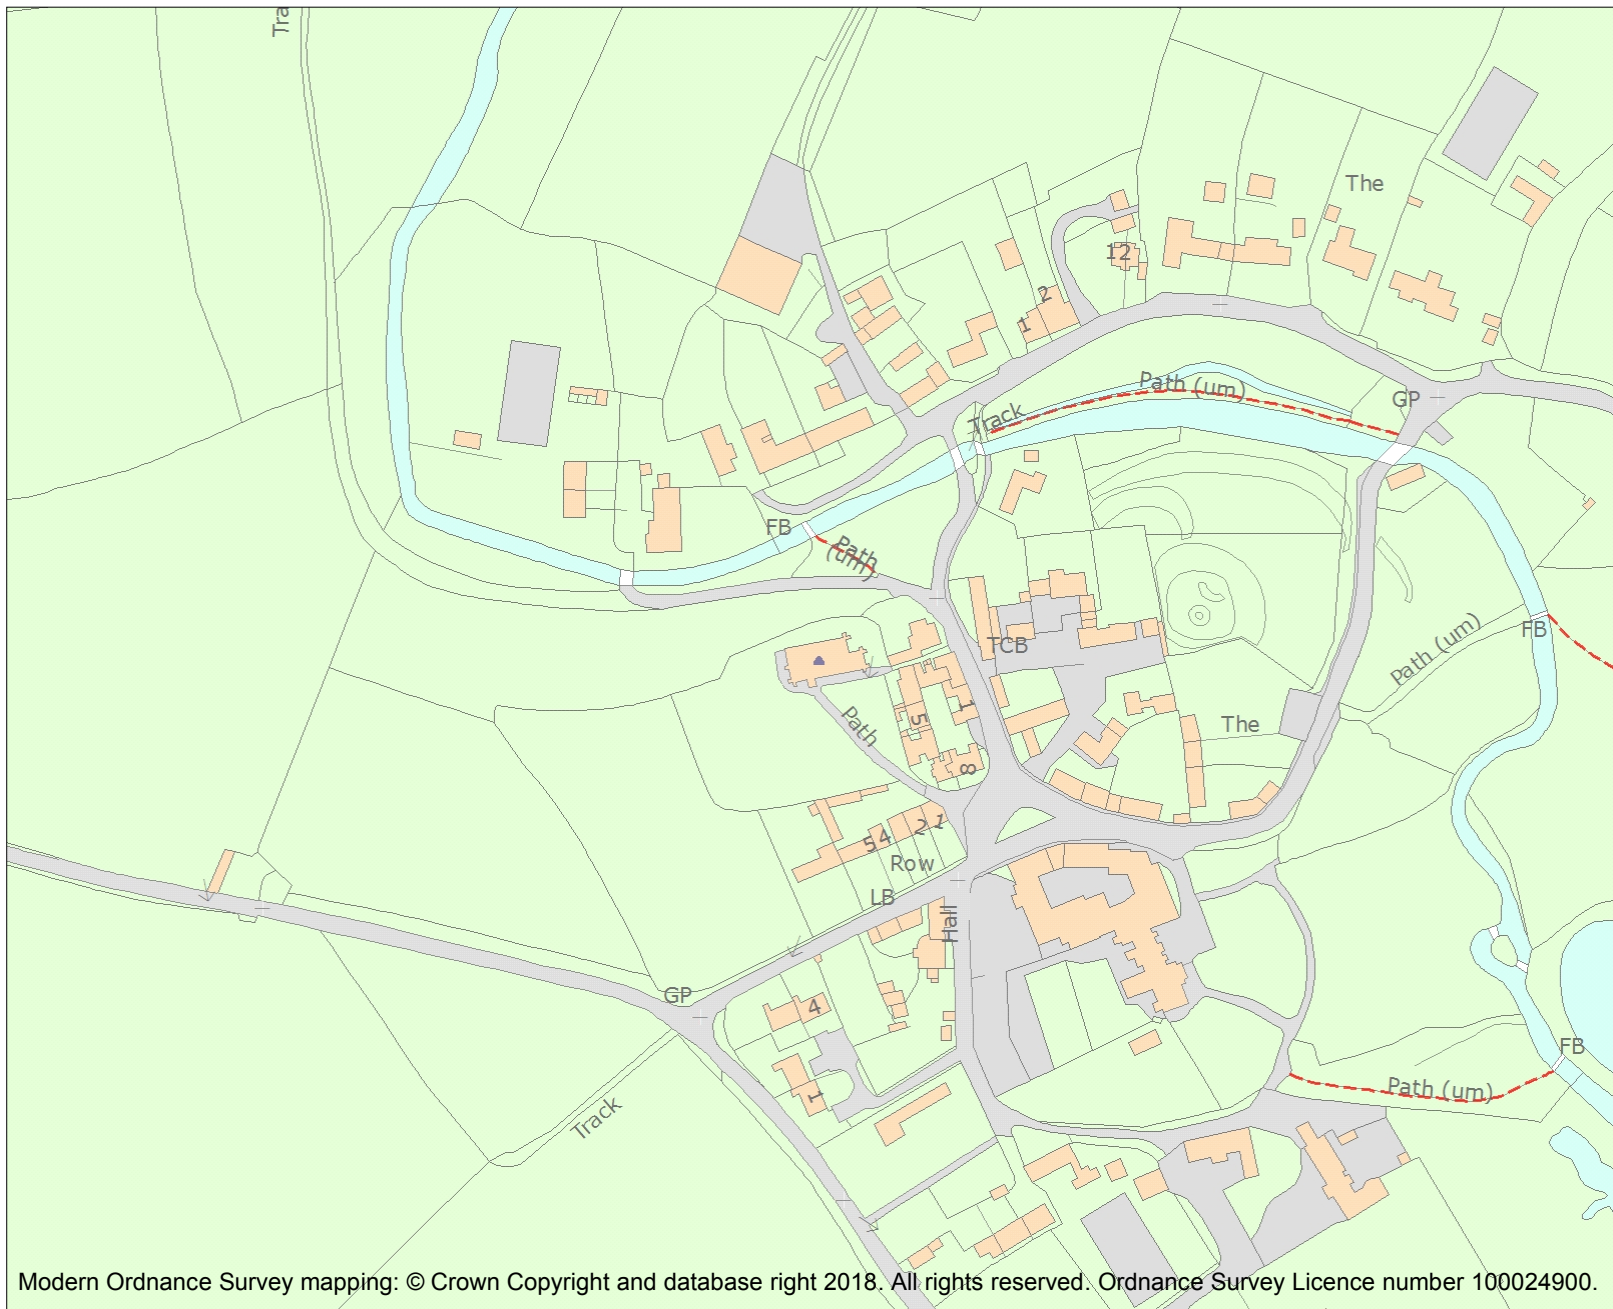 Tra
The
12
2
1
Path (um)
GP
Track
FB
Path
(um)
TCB
FB
Path (um)
1
5
The
Path
8
1
2
4
5
Row
LB
Hall
GP
4
FB
Path (um)
1
Track
Modern Ordnance Survey mapping: © Crown Copyright and database right 2018. All rights reserved. Ordnance Survey Licence number 100024900.